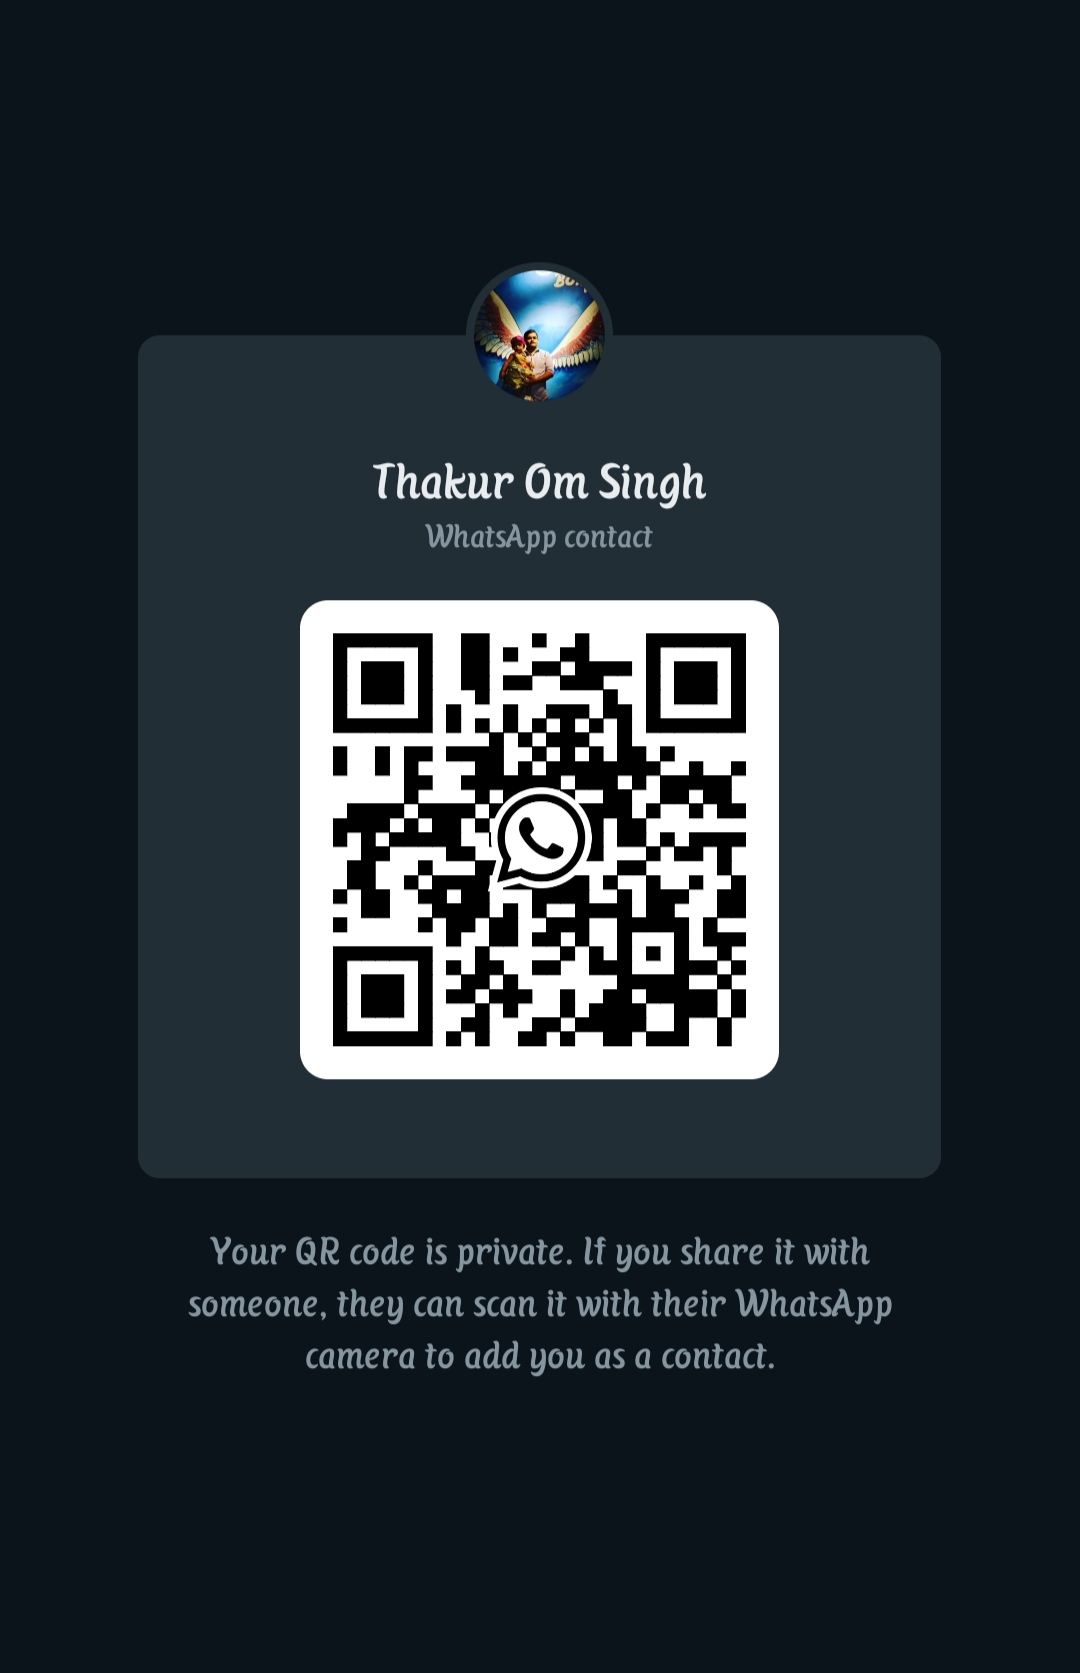 Thakur Om Singh
WhatsApp contact
Your QR code is private. If you share it with
someone, they can scan it with their WhatsApp
camera to add you as a contact.